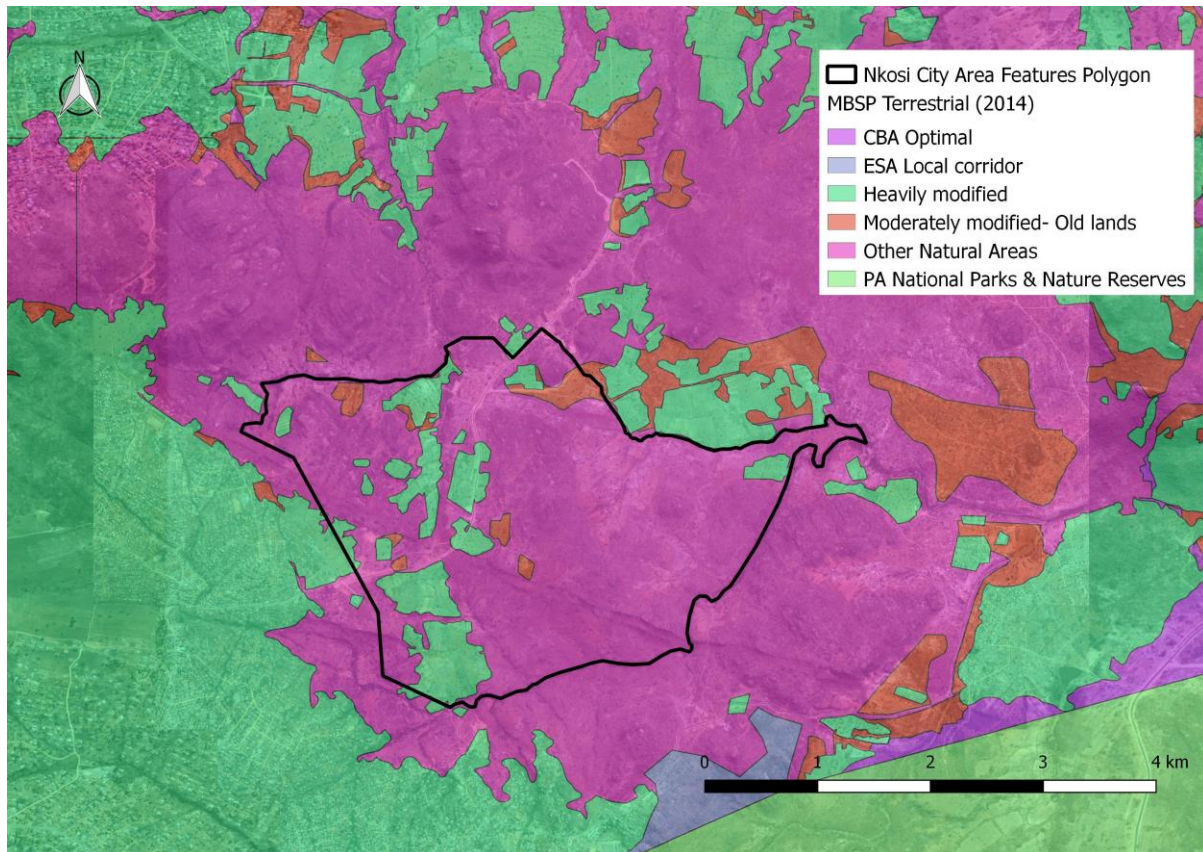 N
Nkosi City Area Features Polygon
MBSP Terrestrial (2014)
CBA Optimal
ESA Local corridor
Heavily modified
Moderately modified- Old lands
Other Natural Areas
PA National Parks & Nature Reserves
0 1 2 3 4 km